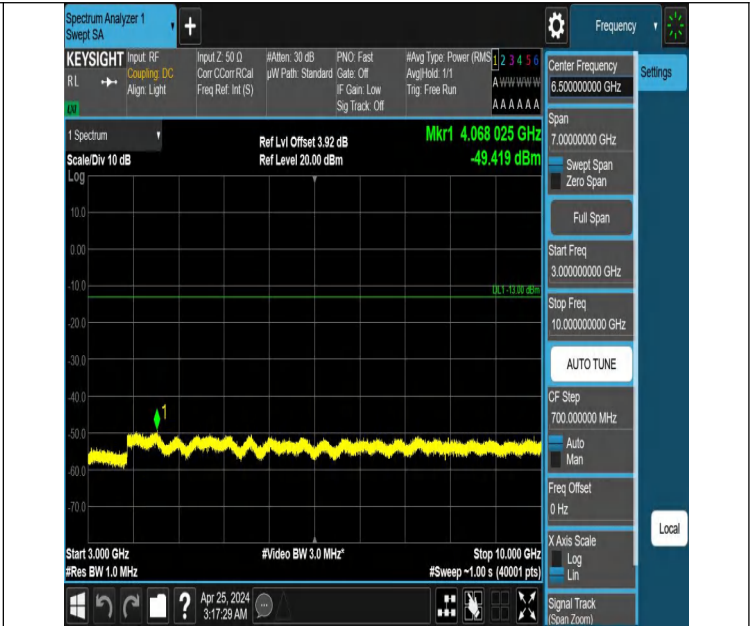 Spectrum Analyzer 1
Swept SA
Frequency
KEYSIGHT
RL
LXI
Input: RF
Coupling: DC
Align: Light
Input Z: 50 Ω
Corr CCorr RCal
Freq Ref: Int (S)
#Atten: 30 dB
µW Path: Standard
PNO: Fast
Gate: Off
IF Gain: Low
Sig Track: Off
#Avg Type: Power (RMS
Avg|Hold: 1/1
Trig: Free Run
1 2 3 4 5 6
A W W W W W
A A A A A A
1 Spectrum
Scale/Div 10 dB
Ref Lvl Offset 3.92 dB
Ref Level 20.00 dBm
Mkr1 4.068 025 GHz
-49.419 dBm
Log
10.0
0.00
-10.0
DL1 -13.00 dBm
-20.0
-30.0
-40.0
1
-50.0
-60.0
-70.0
Start 3.000 GHz
#Res BW 1.0 MHz
#Video BW 3.0 MHz*
Stop 10.000 GHz
#Sweep ~1.00 s (40001 pts)
Center Frequency
6.500000000 GHz
Settings
Span
7.00000000 GHz
Swept Span
Zero Span
Full Span
Start Freq
3.000000000 GHz
Stop Freq
10.000000000 GHz
AUTO TUNE
CF Step
700.000000 MHz
Auto
Man
Freq Offset
0 Hz
X Axis Scale
Log
Lin
Local
Signal Track
(Span Zoom)
?
Apr 25, 2024
3:17:29 AM